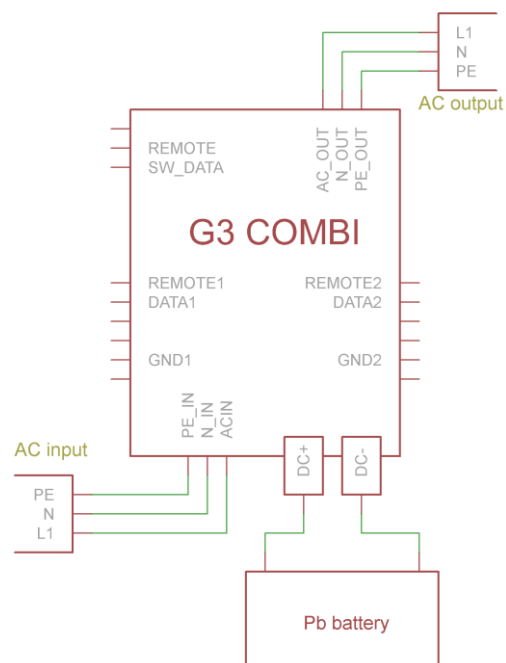 L1
N
PE
AC output
AC_OUT
N_OUT
PE_OUT
REMOTE
SW_DATA
G3 COMBI
REMOTE1
REMOTE2
DATA1
DATA2
GND1
GND2
PE_IN
N_IN
ACIN
AC input
DC+
DC-
PE
N
L1
Pb battery